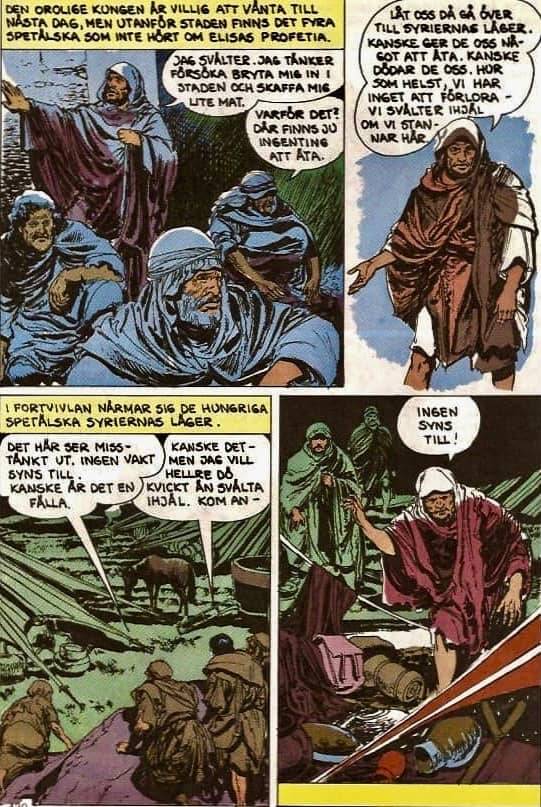 DEN OROLIGE KUNGEN ÄR VILLIG ATT VÄNTA TILL
NÄSTA DAG, MEN UTANFÖR STADEN FINNS DET FYRA
SPETÄLSKA SOM INTE HÖRT OM ELISAS PROFETIA.
JAG SVÄLTER. JAG TÄNKER
FÖRSÖKA BRYTA MIG IN I
STADEN OCH SKAFFA MIG
LITE MAT.
VARFÖR DET?
DÄR FINNS JU
INGENTING
ATT ÄTA.
LÅT OSS DÅ GÅ ÖVER
TILL SYRIERNAS LÄGER.
KANSKE GER DE OSS NÅ-
GOT ATT ÄTA. KANSKE
DÖDAR DE OSS. HUR
SOM HELST, VI HAR
INGET ATT FÖRLORA -
VI SVÄLTER IHJÄL
OM VI STAN-
NAR HÄR.
I FÖRTVIVLAN NÄRMAR SIG DE HUNGRIGA
SPETÄLSKA SYRIERNAS LÄGER.
DET HÄR SER MISS-
TÄNKT UT. INGEN VAKT
SYNS TILL.
KANSKE ÄR DET EN
FÄLLA.
KANSKE DET-
MEN JAG VILL
HELLRE DÖ
KVICKT ÄN SVÄLTA
IHJÄL. KOM AN -
INGEN
SYNS
TILL!